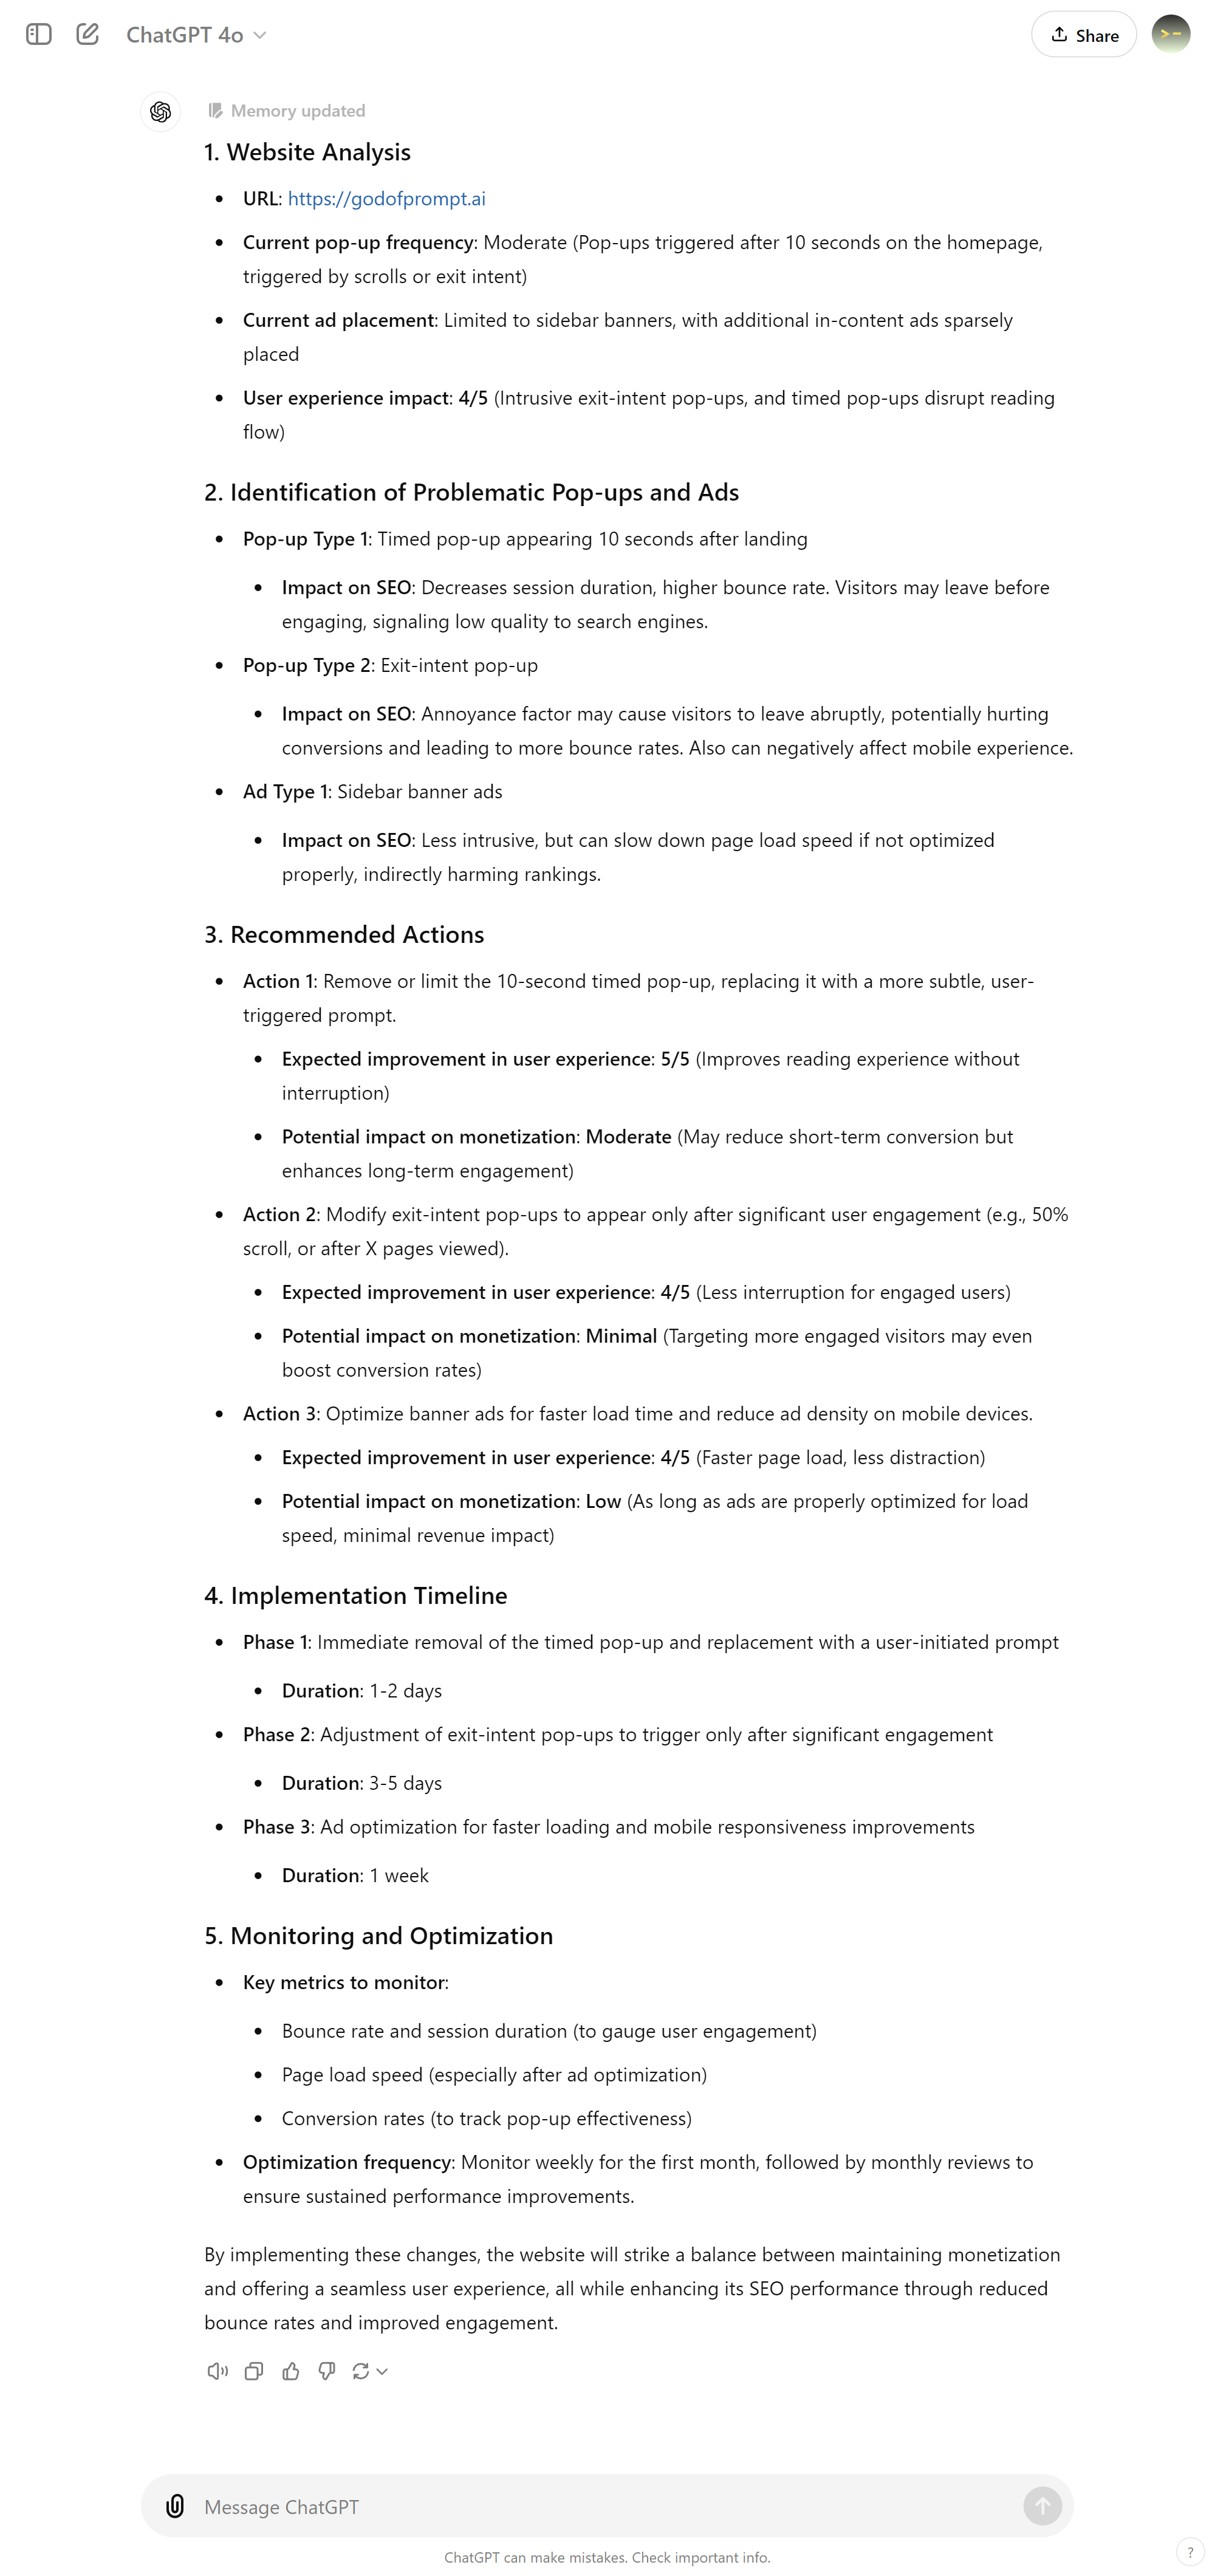 ChatGPT 4o
Share
Memory updated
1. Website Analysis
• URL: https://godofprompt.ai
• Current pop-up frequency: Moderate (Pop-ups triggered after 10 seconds on the homepage,
triggered by scrolls or exit intent)
• Current ad placement: Limited to sidebar banners, with additional in-content ads sparsely
placed
• User experience impact: 4/5 (Intrusive exit-intent pop-ups, and timed pop-ups disrupt reading
flow)
2. Identification of Problematic Pop-ups and Ads
• Pop-up Type 1: Timed pop-up appearing 10 seconds after landing
• Impact on SEO: Decreases session duration, higher bounce rate. Visitors may leave before
engaging, signaling low quality to search engines.
• Pop-up Type 2: Exit-intent pop-up
• Impact on SEO: Annoyance factor may cause visitors to leave abruptly, potentially hurting
conversions and leading to more bounce rates. Also can negatively affect mobile experience.
• Ad Type 1: Sidebar banner ads
• Impact on SEO: Less intrusive, but can slow down page load speed if not optimized
properly, indirectly harming rankings.
3. Recommended Actions
• Action 1: Remove or limit the 10-second timed pop-up, replacing it with a more subtle, user-
triggered prompt.
• Expected improvement in user experience: 5/5 (Improves reading experience without
interruption)
• Potential impact on monetization: Moderate (May reduce short-term conversion but
enhances long-term engagement)
• Action 2: Modify exit-intent pop-ups to appear only after significant user engagement (e.g., 50%
scroll, or after X pages viewed).
• Expected improvement in user experience: 4/5 (Less interruption for engaged users)
• Potential impact on monetization: Minimal (Targeting more engaged visitors may even
boost conversion rates)
• Action 3: Optimize banner ads for faster load time and reduce ad density on mobile devices.
• Expected improvement in user experience: 4/5 (Faster page load, less distraction)
• Potential impact on monetization: Low (As long as ads are properly optimized for load
speed, minimal revenue impact)
4. Implementation Timeline
• Phase 1: Immediate removal of the timed pop-up and replacement with a user-initiated prompt
• Duration: 1-2 days
• Phase 2: Adjustment of exit-intent pop-ups to trigger only after significant engagement
• Duration: 3-5 days
• Phase 3: Ad optimization for faster loading and mobile responsiveness improvements
• Duration: 1 week
5. Monitoring and Optimization
• Key metrics to monitor:
• Bounce rate and session duration (to gauge user engagement)
• Page load speed (especially after ad optimization)
• Conversion rates (to track pop-up effectiveness)
• Optimization frequency: Monitor weekly for the first month, followed by monthly reviews to
ensure sustained performance improvements.
By implementing these changes, the website will strike a balance between maintaining monetization
and offering a seamless user experience, all while enhancing its SEO performance through reduced
bounce rates and improved engagement.
Message ChatGPT
ChatGPT can make mistakes. Check important info.
?